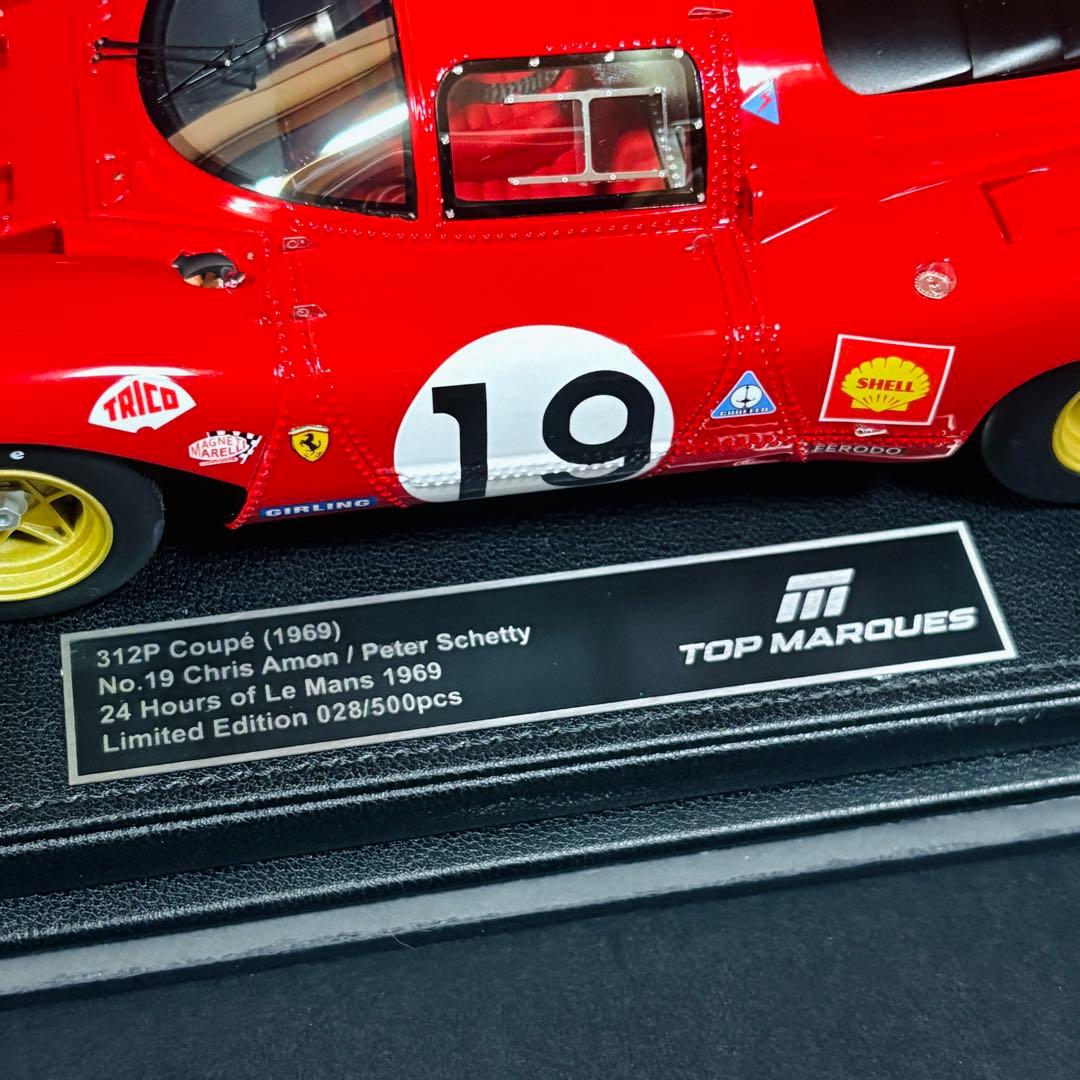 19
TRICO
MAGNETI
MARELLI
GIRLING
SHELL
FERODO
312P Coupé (1969)
No.19 Chris Amon / Peter Schetty
24 Hours of Le Mans 1969
Limited Edition 028/500pcs
TOP MARQUES